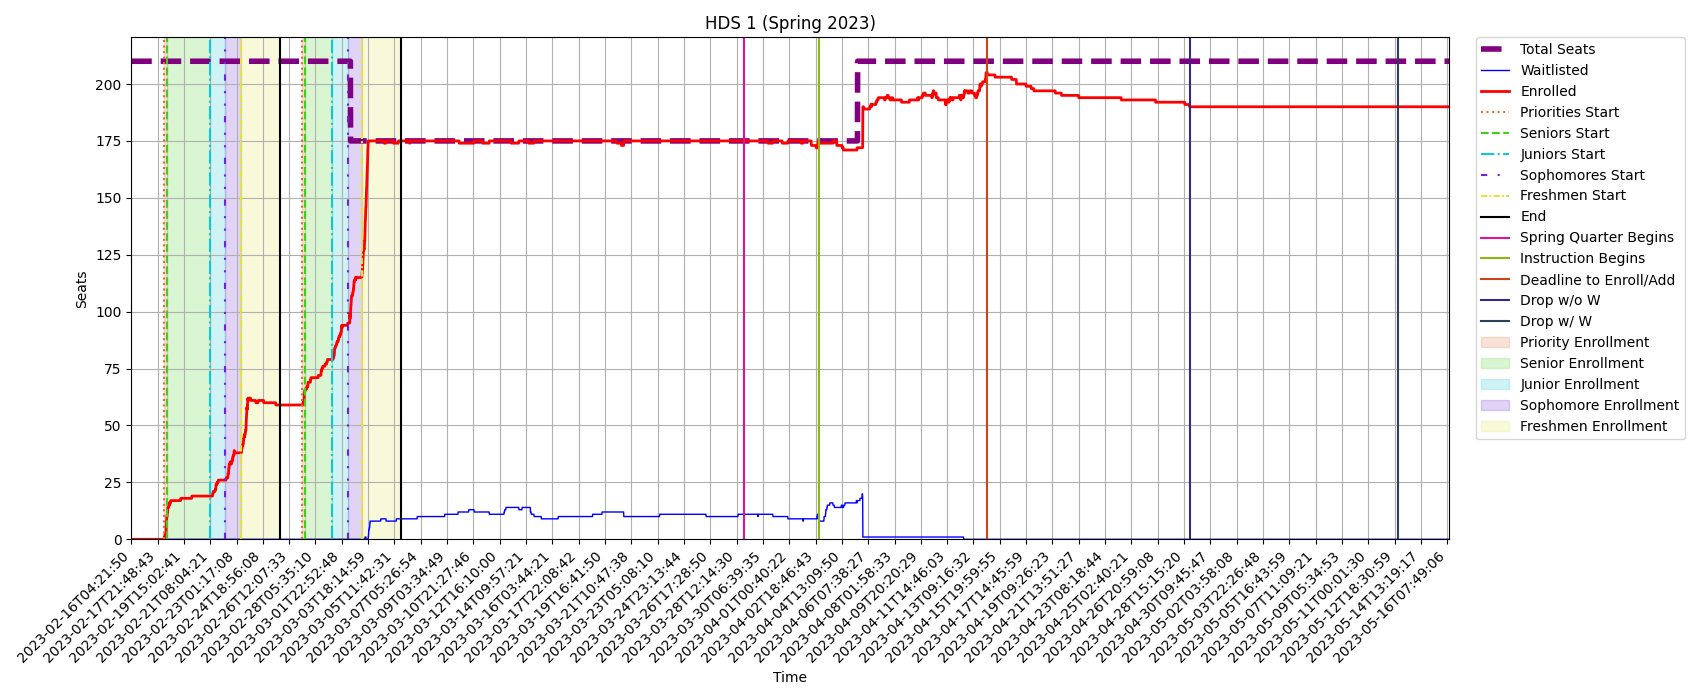 HDS 1 (Spring 2023)
Seats
200
175
150
125
100
75
50
25
0
2023-02-16T04:21:50
2023-02-17T21:48:43
2023-02-19T15:02:41
2023-02-21T08:04:21
2023-02-23T01:17:08
2023-02-24T18:56:08
2023-02-26T12:07:33
2023-02-28T05:35:10
2023-03-01T22:52:48
2023-03-03T18:14:59
2023-03-05T11:42:31
2023-03-07T05:26:54
2023-03-09T03:34:49
2023-03-10T21:27:46
2023-03-12T16:10:00
2023-03-14T09:57:21
2023-03-16T03:44:21
2023-03-17T22:08:42
2023-03-19T16:41:50
2023-03-21T10:47:38
2023-03-23T05:08:10
2023-03-24T23:13:44
2023-03-26T17:28:50
2023-03-28T12:14:30
2023-03-30T06:39:35
2023-04-01T00:40:22
2023-04-02T18:46:43
2023-04-04T13:09:50
2023-04-06T07:38:27
2023-04-08T01:58:33
2023-04-09T20:20:29
2023-04-11T14:46:03
2023-04-13T09:16:32
2023-04-15T19:59:55
2023-04-17T14:45:59
2023-04-19T09:26:23
2023-04-21T13:51:27
2023-04-23T08:18:44
2023-04-25T02:40:21
2023-04-26T20:59:08
2023-04-28T15:15:20
2023-04-30T09:45:47
2023-05-02T03:58:08
2023-05-03T22:26:48
2023-05-05T16:43:59
2023-05-07T11:09:21
2023-05-09T05:34:53
2023-05-11T00:01:30
2023-05-12T18:30:59
2023-05-14T13:19:17
2023-05-16T07:49:06
Time
Total Seats
Waitlisted
Enrolled
Priorities Start
Seniors Start
Juniors Start
Sophomores Start
Freshmen Start
End
Spring Quarter Begins
Instruction Begins
Deadline to Enroll/Add
Drop w/o W
Drop w/ W
Priority Enrollment
Senior Enrollment
Junior Enrollment
Sophomore Enrollment
Freshmen Enrollment